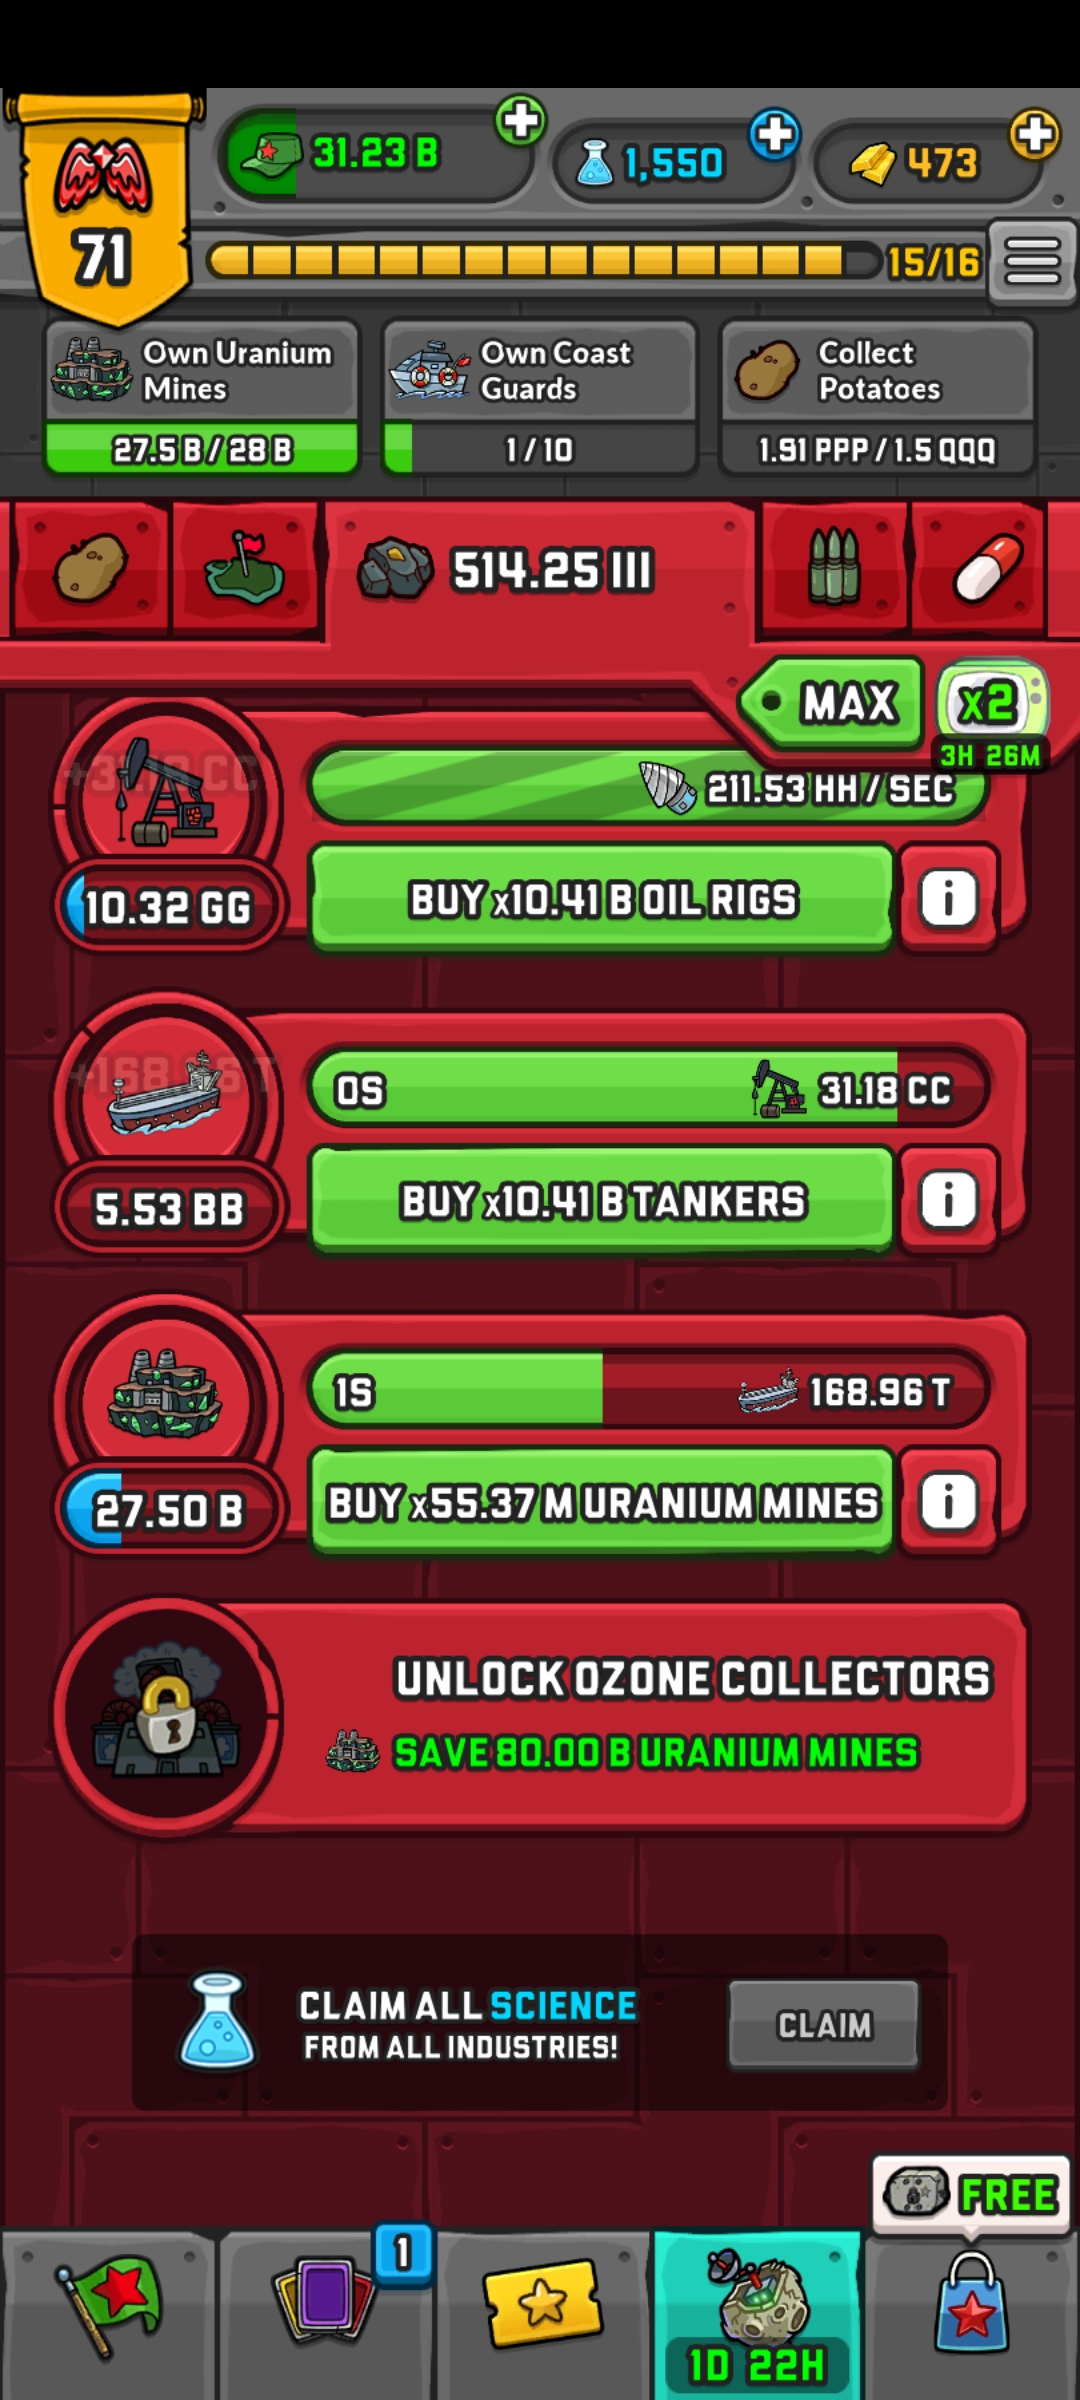 71
31.23 B
1,550
473
15/16
Own Uranium
Mines
27.5 B / 28 B
Own Coast
Guards
1 / 10
Collect
Potatoes
1.91 PPP / 1.5 QQQ
514.25 III
MAX
x2
3H 26M
211.53 HH / SEC
10.32 GG
BUY x10.41 B OIL RIGS
i
0S
31.18 CC
+168.96 T
5.53 BB
BUY x10.41 B TANKERS
i
1S
168.96 T
27.50 B
BUY x55.37 M URANIUM MINES
i
UNLOCK OZONE COLLECTORS
SAVE 80.00 B URANIUM MINES
CLAIM ALL SCIENCE
FROM ALL INDUSTRIES!
CLAIM
FREE
1
1D 22H